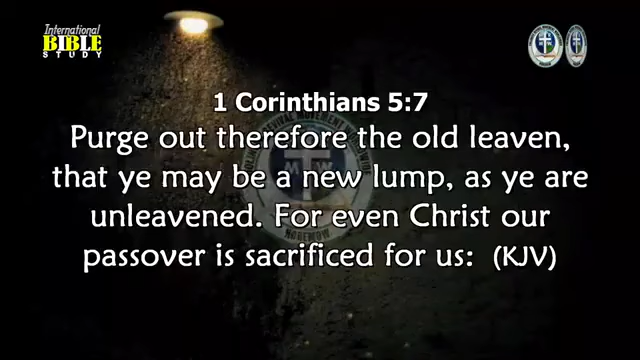 International
BIBLE
STUDY
1 Corinthians 5:7
Purge out therefore the old leaven,
that ye may be a new lump, as ye are
unleavened. For even Christ our
passover is sacrificed for us: (KJV)